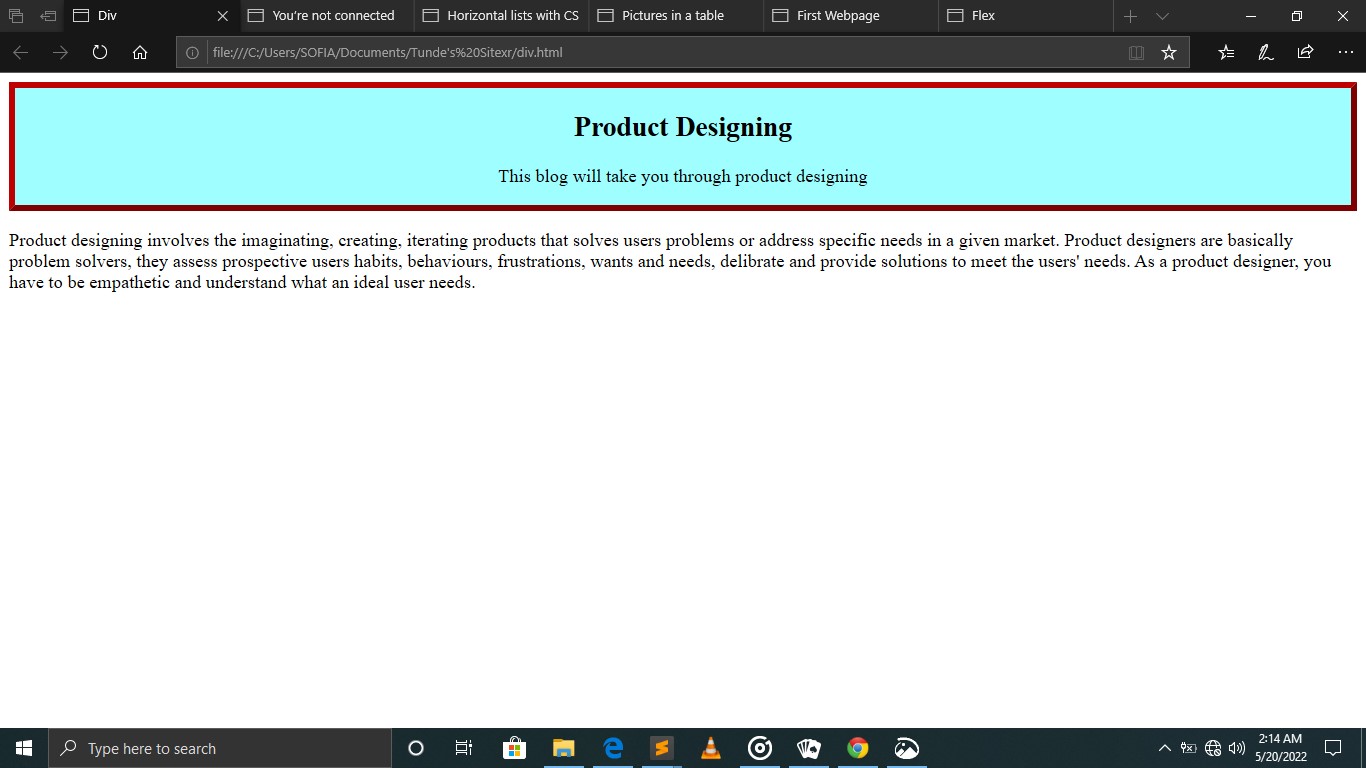 Div
You're not connected
Horizontal lists with CS
Pictures in a table
First Webpage
Flex
file:///C:/Users/SOFIA/Documents/Tunde's%20Sitexr/div.html
Product Designing
This blog will take you through product designing
Product designing involves the imaginating, creating, iterating products that solves users problems or address specific needs in a given market. Product designers are basically
problem solvers, they assess prospective users habits, behaviours, frustrations, wants and needs, delibrate and provide solutions to meet the users' needs. As a product designer, you
have to be empathetic and understand what an ideal user needs.
Type here to search
2:14 AM
5/20/2022